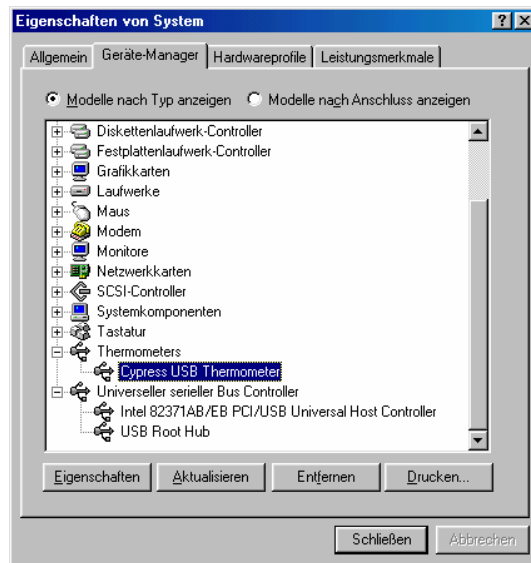 Eigenschaften von System
Allgemein Geräte-Manager Hardwareprofile Leistungsmerkmale
Modelle nach Typ anzeigen Modelle nach Anschluss anzeigen
Diskettenlaufwerk-Controller
Festplattenlaufwerk-Controller
Grafikkarten
Laufwerke
Maus
Modem
Monitore
Netzwerkkarten
SCSI-Controller
Systemkomponenten
Tastatur
Thermometers
Cypress USB Thermometer
Universeller serieller Bus Controller
Intel 82371AB/EB PCI/USB Universal Host Controller
USB Root Hub
Eigenschaften Aktualisieren Entfernen Drucken...
Schließen Abbrechen